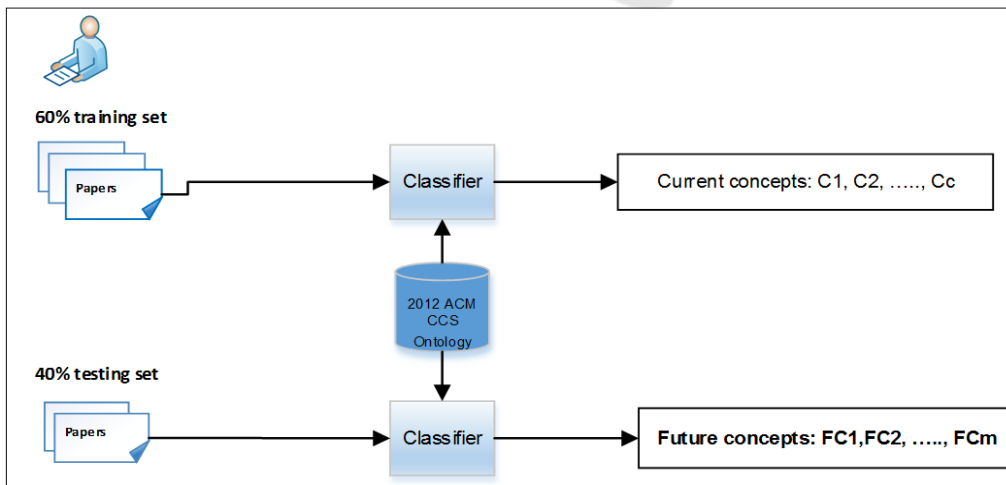 60% training set
Papers
Classifier
Current concepts: C1, C2, ….., Cc
2012 ACM
CCS
Ontology
40% testing set
Papers
Classifier
Future concepts: FC1,FC2, ….., FCm